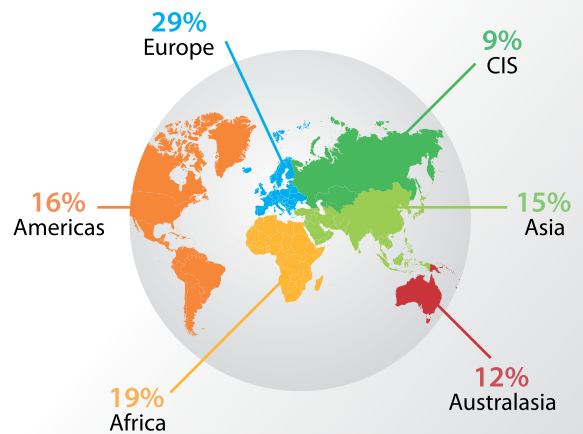 29%
Europe
9%
CIS
16%
Americas
15%
Asia
12%
Australasia
19%
Africa